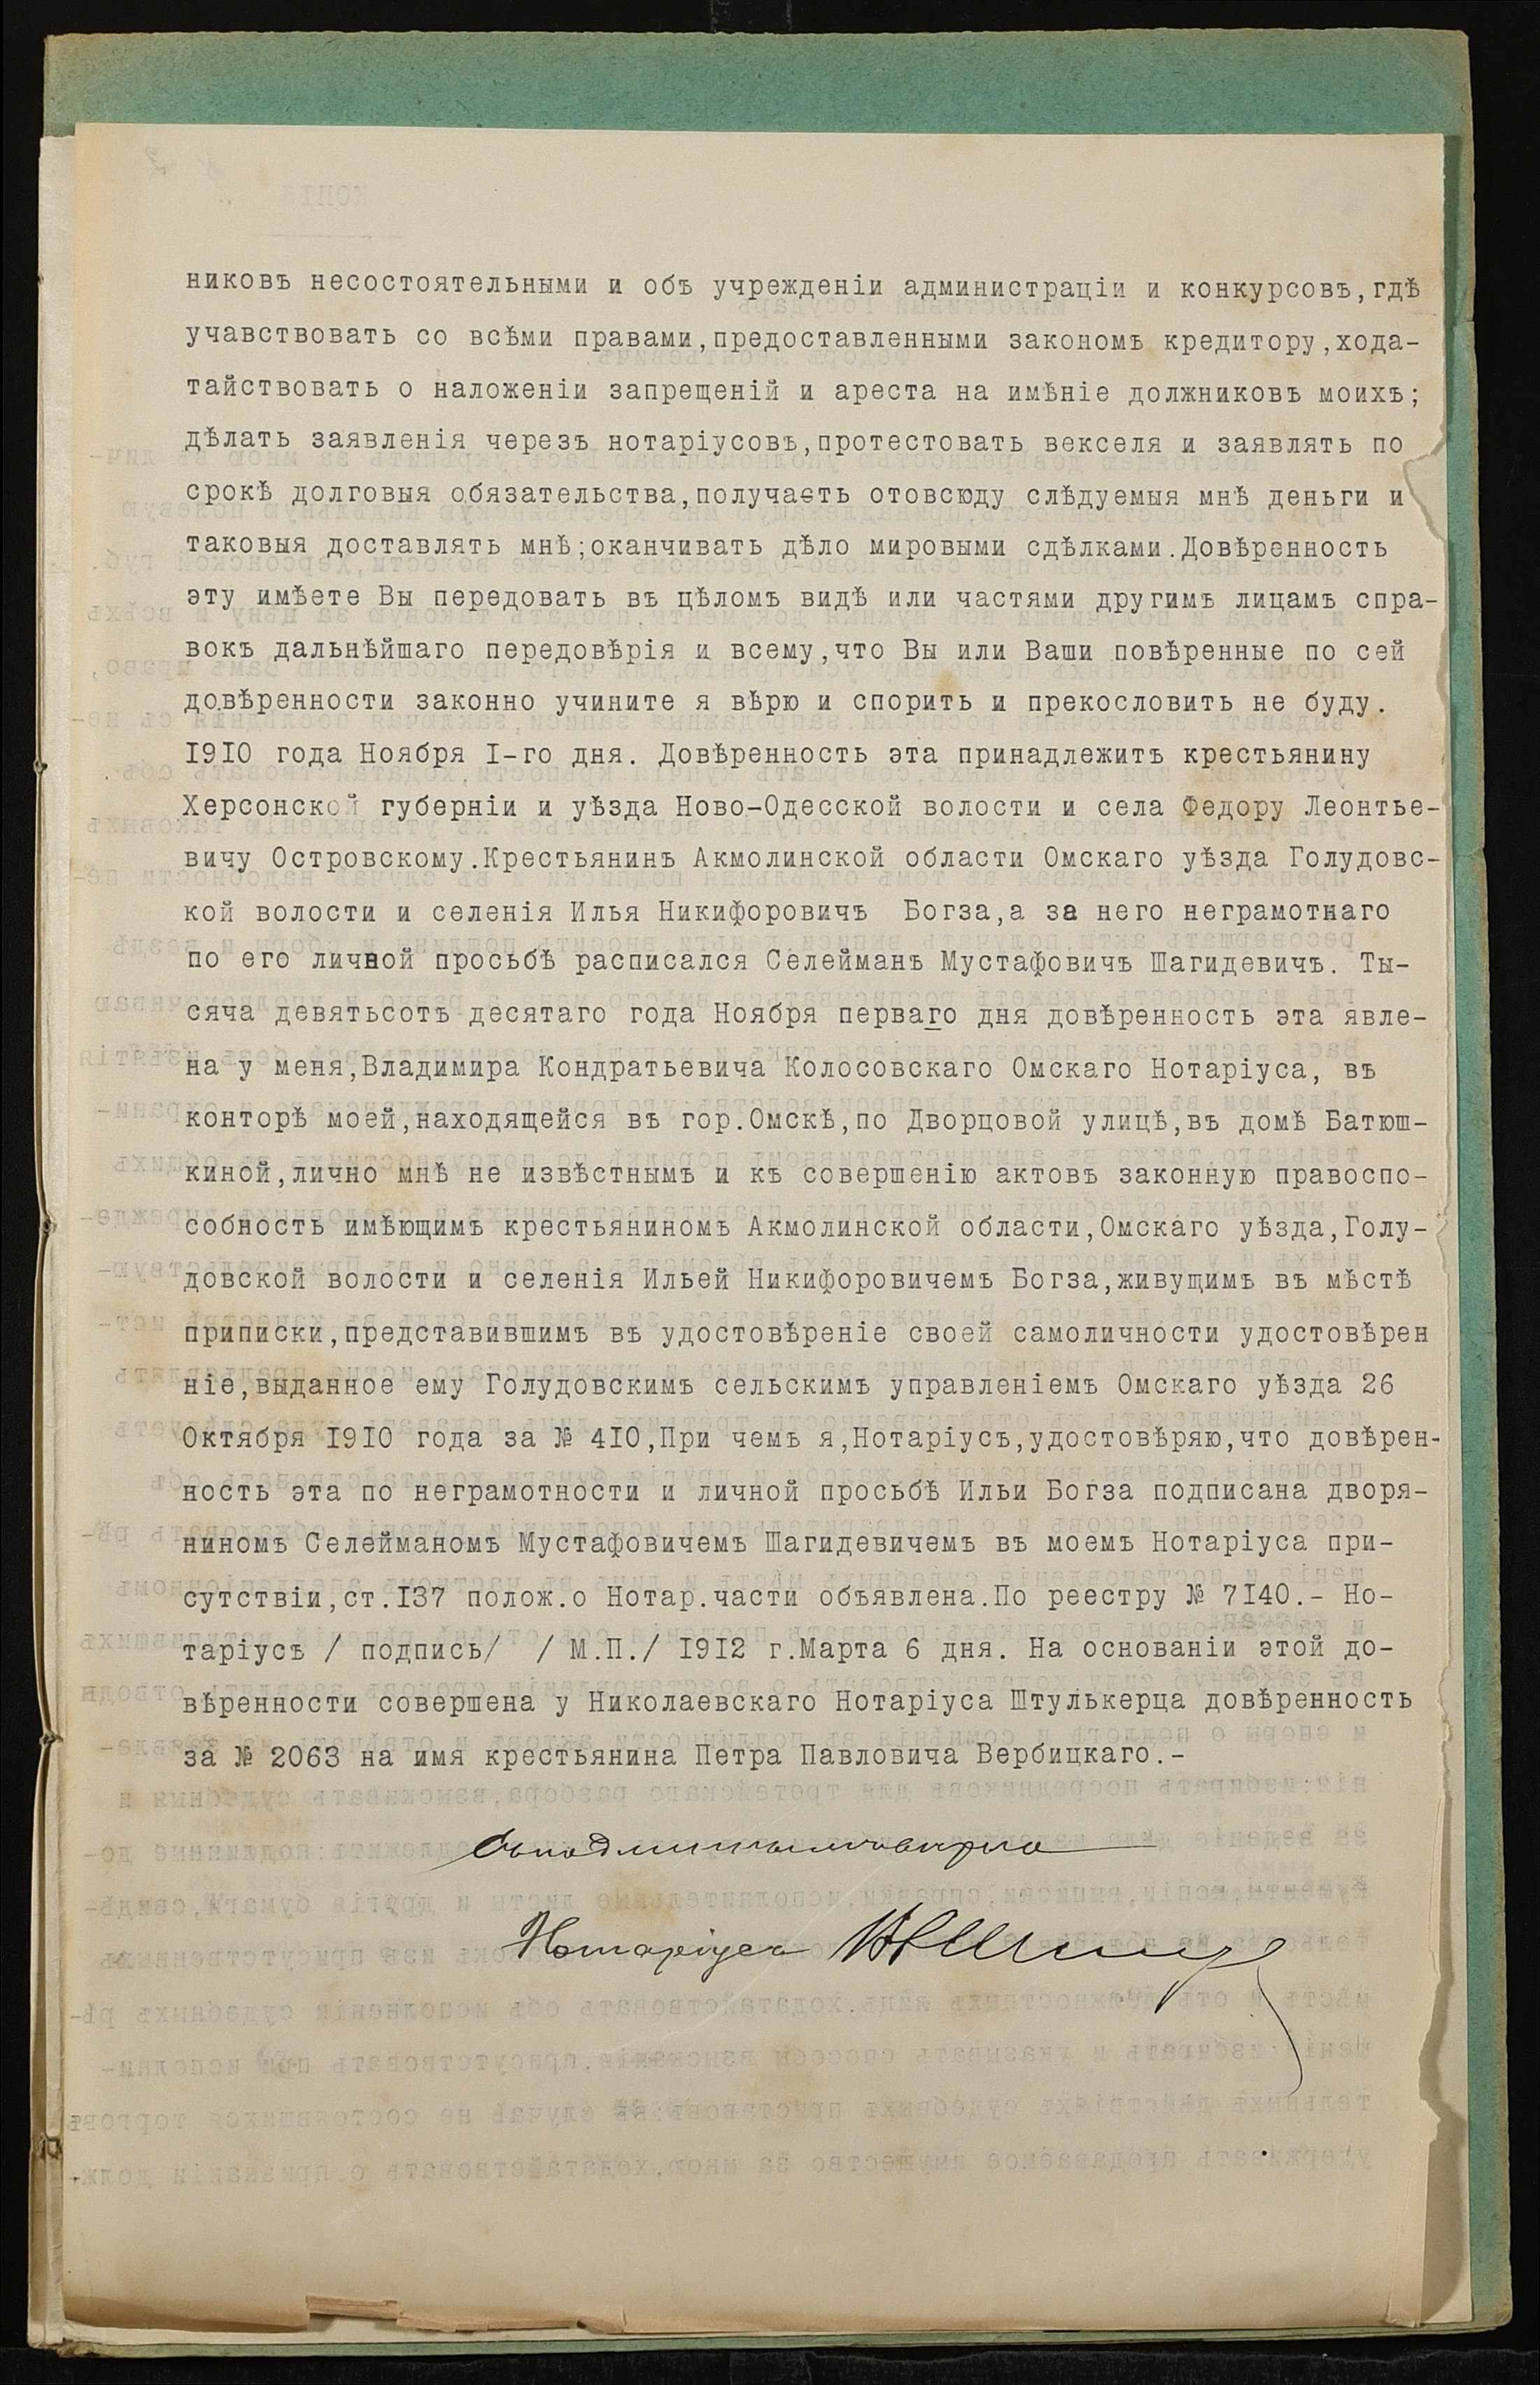 никовъ несостоятельными и объ учрежденіи администраціи и конкурсовъ,гдѣ
учавствовать со всѣми правами,предоставленными закономъ кредитору,хода-
тайствовать о наложеніи запрещеній и ареста на имѣніе должниковъ моихъ;
дѣлать заявленія черезъ нотаріусовъ,протестовать векселя и заявлять по
срокѣ долговыя обязательства,получаеть отовсюду слѣдуемыя мнѣ деньги и
таковыя доставлять мнѣ;оканчивать дѣло мировыми сдѣлками.Довѣренность
эту имѣете Вы передовать въ цѣломъ видѣ или частями другимъ лицамъ спра-
вокъ дальнѣйшаго передовѣрія и всему,что Вы или Ваши повѣренные по сей
довѣренности законно учините я вѣрю и спорить и прекословить не буду.
I9I0 года Ноября I-го дня. Довѣренность эта принадлежитъ крестьянину
Херсонской губерніи и уѣзда Ново-Одесской волости и села Федору Леонтье-
вичу Островскому.Крестьянинъ Акмолинской области Омскаго уѣзда Голудовс-
кой волости и селенія Илья Никифоровичъ Богза,а за него неграмотнаго
по его личной просьбѣ расписался Селейманъ Мустафовичъ Шагидевичъ. Ты-
сяча девятьсотъ десятаго года Ноября перваго дня довѣренность эта явле-
на у меня,Владимира Кондратьевича Колосовскаго Омскаго Нотаріуса, въ
конторѣ моей,находящейся въ гор.Омскѣ,по Дворцовой улицѣ,въ домѣ Батюш-
киной,лично мнѣ не извѣстнымъ и къ совершенію актовъ законную правоспо-
собность имѣющимъ крестьяниномъ Акмолинской области,Омскаго уѣзда,Голу-
довской волости и селенія Ильей Никифоровичемъ Богза,живущимъ въ мѣстѣ
приписки,представившимъ въ удостовѣреніе своей самоличности удостовѣрен
ніе,выданное ему Голудовскимъ сельскимъ управленіемъ Омскаго уѣзда 26
Октября I9I0 года за № 4I0,При чемъ я,Нотаріусъ,удостовѣряю,что довѣрен-
ность эта по неграмотности и личной просьбѣ Ильи Богза подписана дворя-
ниномъ Селейманомъ Мустафовичемъ Шагидевичемъ въ моемъ Нотаріуса при-
сутствіи,ст.I37 полож.о Нотар.части объявлена.По реестру № 7I40.- Но-
таріусъ / подпись/ / М.П./ I9I2 г.Марта 6 дня. На основаніи этой до-
вѣренности совершена у Николаевскаго Нотаріуса Штулькерца довѣренность
за № 2063 на имя крестьянина Петра Павловича Вербицкаго.-
Съ подлиннымъ вѣрно
Нотаріусъ